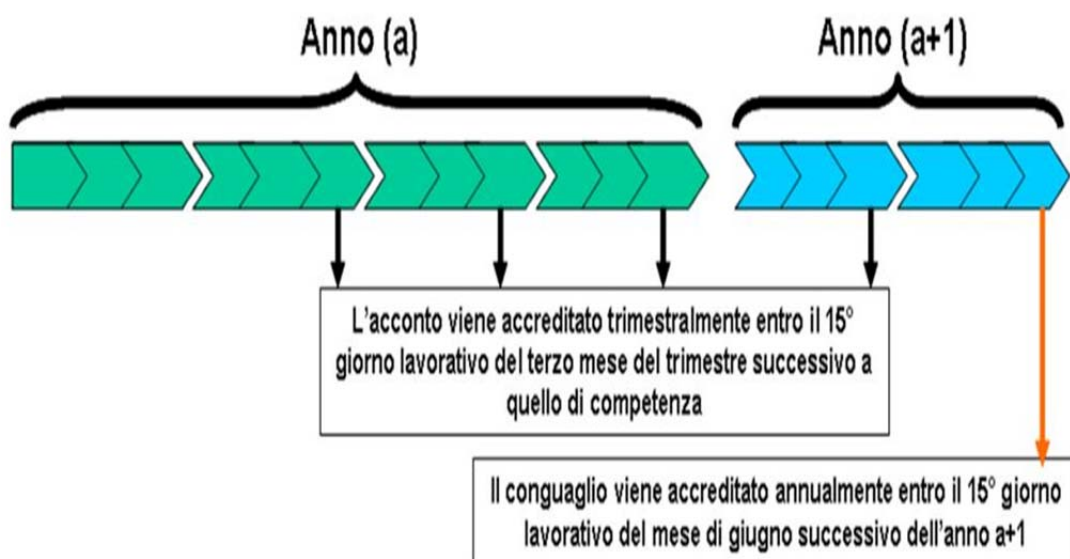 Anno (a)
Anno (a+1)
L'acconto viene accreditato trimestralmente entro il 15°
giorno lavorativo del terzo mese del trimestre successivo a
quello di competenza
Il conguaglio viene accreditato annualmente entro il 15° giorno
lavorativo del mese di giugno successivo dell'anno a+1